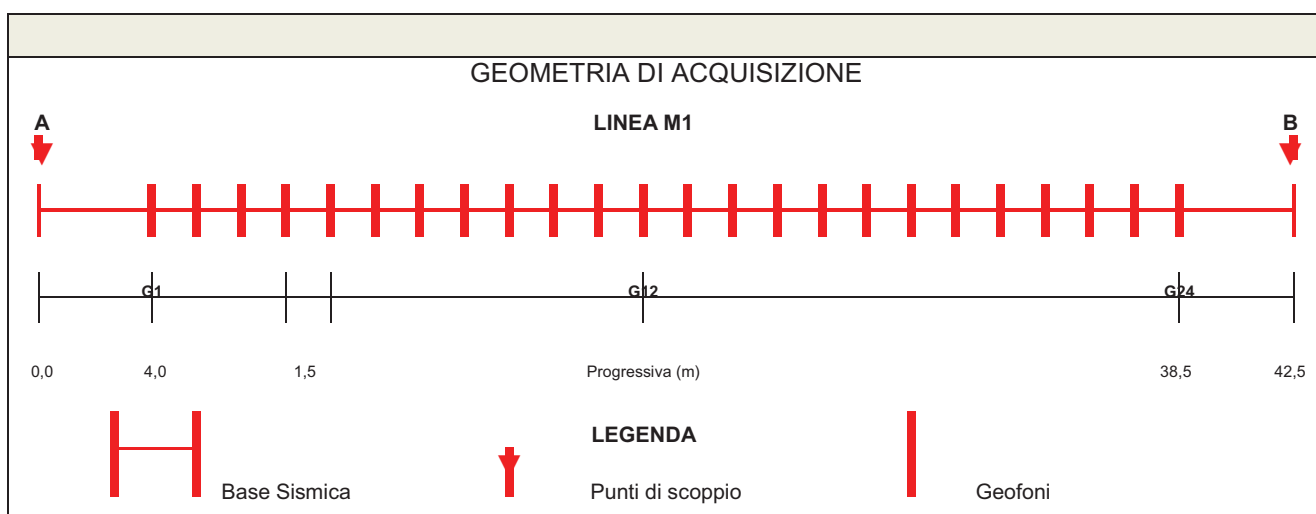 GEOMETRIA DI ACQUISIZIONE
A LINEA M1 B
G1 G12 G24
0,0 4,0 1,5 Progressiva (m) 38,5 42,5
LEGENDA
Base Sismica Punti di scoppio Geofoni